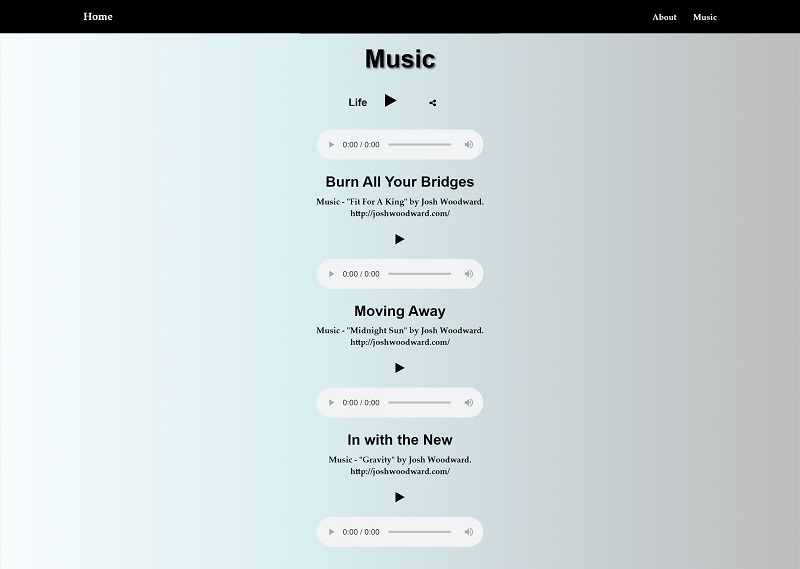 Home About Music
Music
Life
0:00 / 0:00
Burn All Your Bridges
Music - "Fit For A King" by Josh Woodward.
http://joshwoodward.com/
0:00 / 0:00
Moving Away
Music - "Midnight Sun" by Josh Woodward.
http://joshwoodward.com/
0:00 / 0:00
In with the New
Music - "Gravity" by Josh Woodward.
http://joshwoodward.com/
0:00 / 0:00